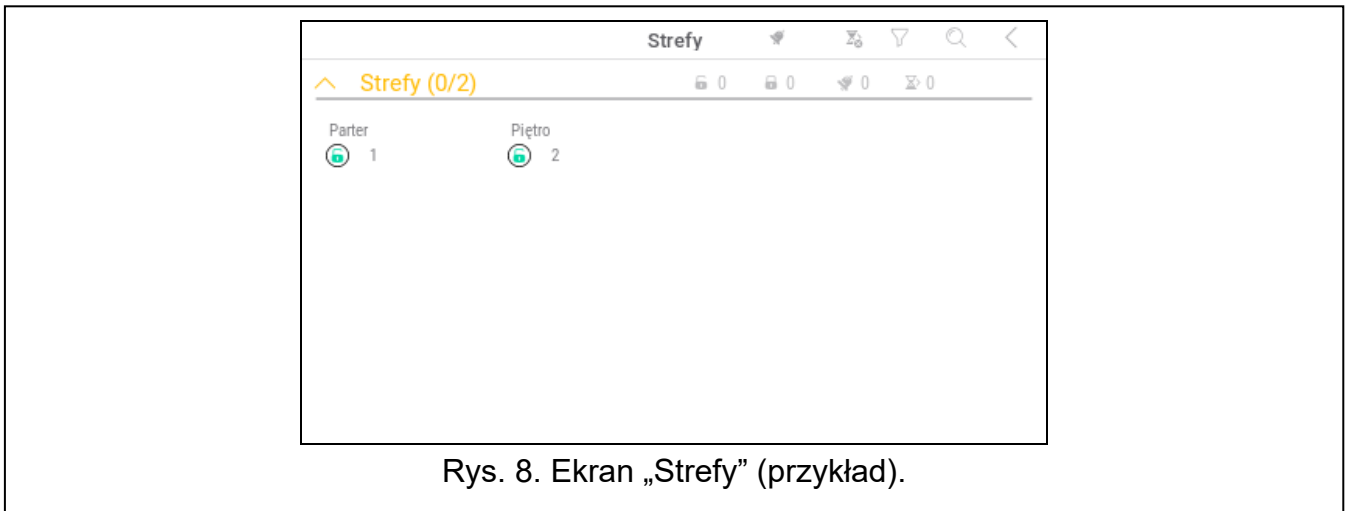 Strefy
Strefy (0/2) 0 0 0 0
Parter Piętro
1 2
Rys. 8. Ekran „Strefy” (przykład).